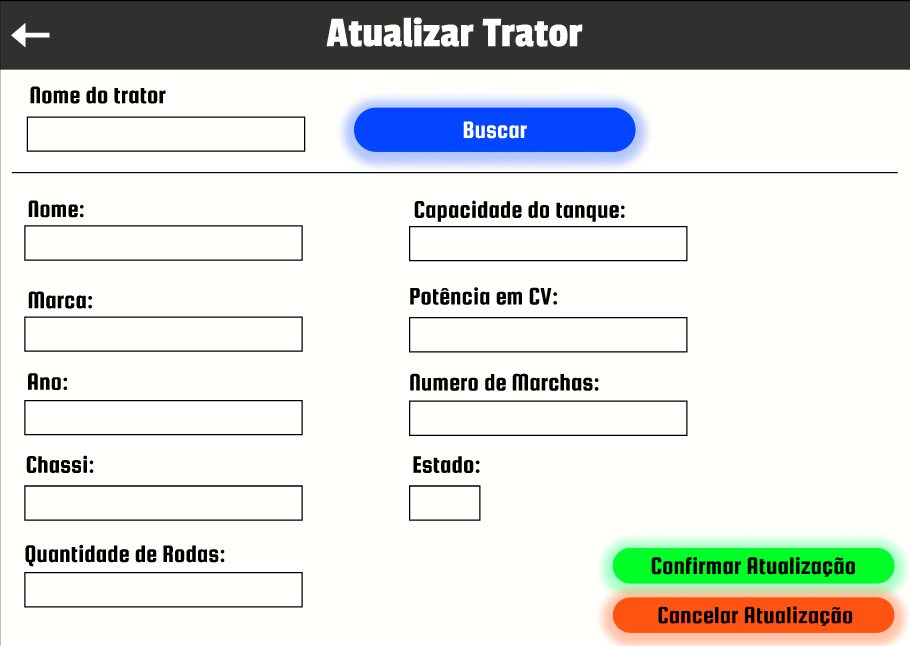 Atualizar Trator
Nome do trator
Buscar
Nome:
Capacidade do tanque:
Marca:
Potência em CV:
Ano:
Numero de Marchas:
Chassi:
Estado:
Quantidade de Rodas:
Confirmar Atualização
Cancelar Atualização